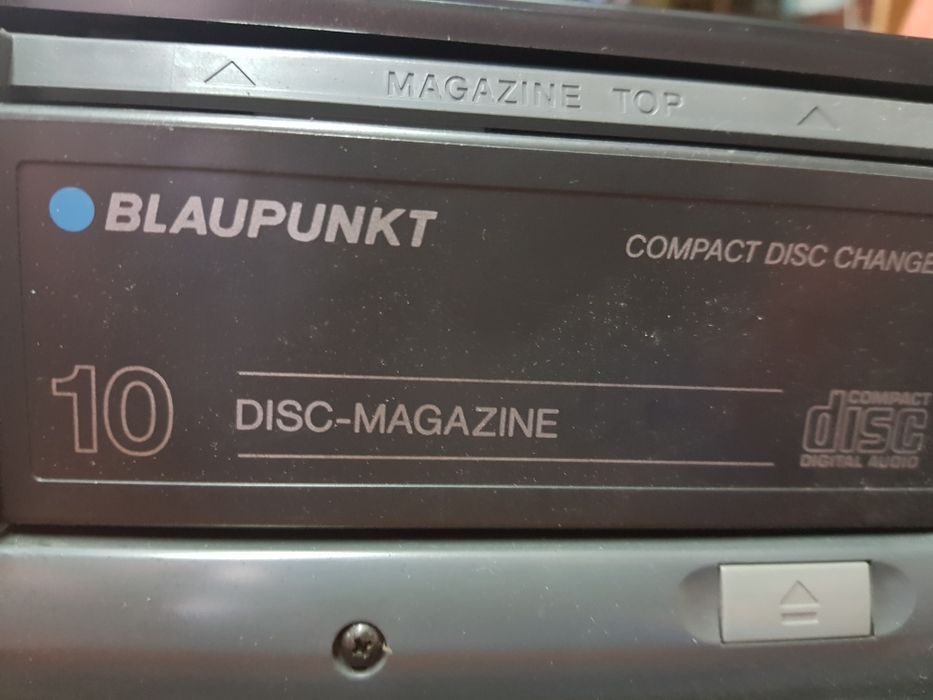 MAGAZINE TOP
BLAUPUNKT
COMPACT DISC CHANGE
10
DISC-MAGAZINE
COMPACT
disc
DIGITAL AUDIO